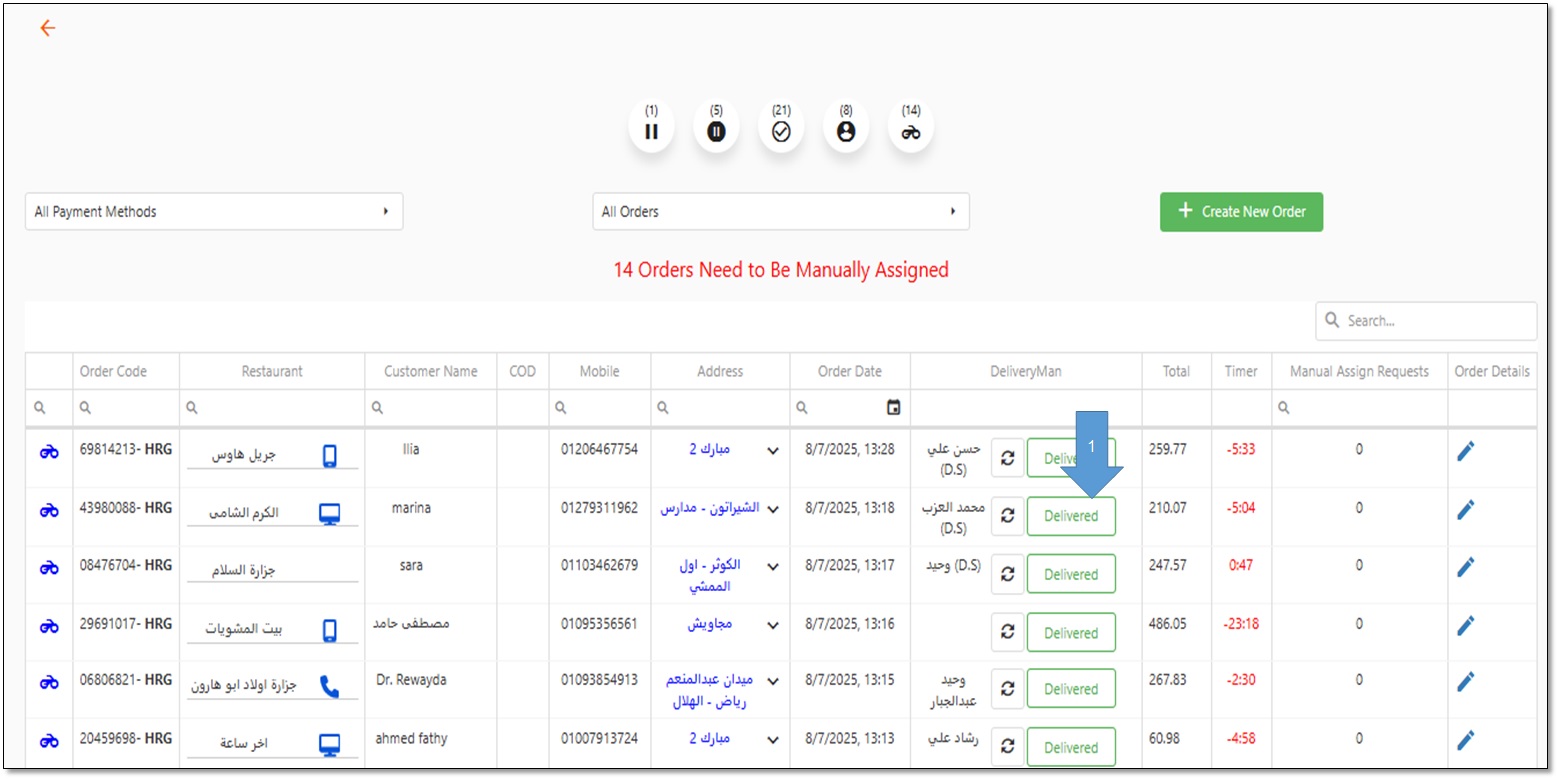 (1) (5) (21) (8) (14)
All Payment Methods All Orders + Create New Order
14 Orders Need to Be Manually Assigned
Search...
Order Code Restaurant Customer Name COD Mobile Address Order Date DeliveryMan Total Timer Manual Assign Requests Order Details
1
69814213- HRG جريل هاوس Ilia 01206467754 مبارك 2 8/7/2025, 13:28 حسن علي Delivered 259.77 -5:33 0
(D.S)
43980088- HRG الكرم الشامى marina 01279311962 الشيراتون - مدارس 8/7/2025, 13:18 محمد العزب Delivered 210.07 -5:04 0
(D.S)
08476704- HRG جزارة السلام sara 01103462679 الكوثر - اول 8/7/2025, 13:17 وحيد (D.S) Delivered 247.57 0:47 0
الممشي
29691017- HRG بيت المشويات مصطفى حامد 01095356561 مجاويش 8/7/2025, 13:16 Delivered 486.05 -23:18 0
06806821- HRG جزارة اولاد ابو هارون Dr. Rewayda 01093854913 ميدان عبدالمنعم 8/7/2025, 13:15 وحيد Delivered 267.83 -2:30 0
رياض - الهلال عبدالجبار
20459698- HRG اخر ساعة ahmed fathy 01007913724 مبارك 2 8/7/2025, 13:13 رشاد علي Delivered 60.98 -4:58 0